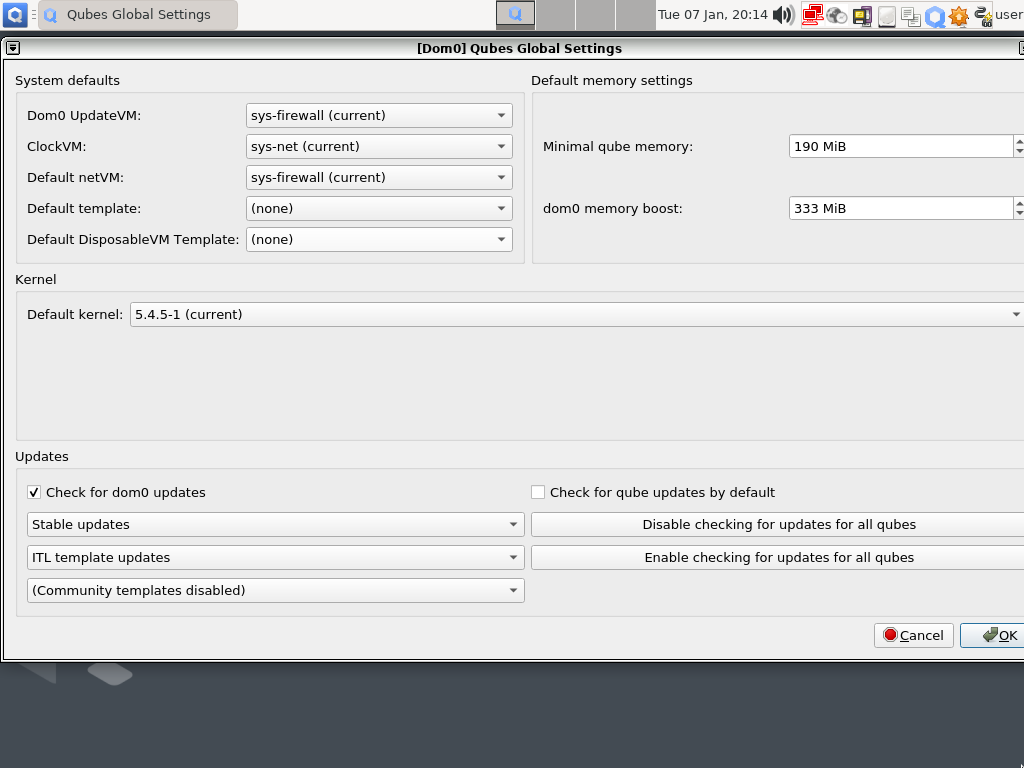 Qubes Global Settings
Tue 07 Jan, 20:14
user
[Dom0] Qubes Global Settings
System defaults
Dom0 UpdateVM: sys-firewall (current)
ClockVM: sys-net (current)
Default netVM: sys-firewall (current)
Default template: (none)
Default DisposableVM Template: (none)
Default memory settings
Minimal qube memory: 190 MiB
dom0 memory boost: 333 MiB
Kernel
Default kernel: 5.4.5-1 (current)
Updates
Check for dom0 updates
Stable updates
ITL template updates
(Community templates disabled)
Check for qube updates by default
Disable checking for updates for all qubes
Enable checking for updates for all qubes
Cancel
OK